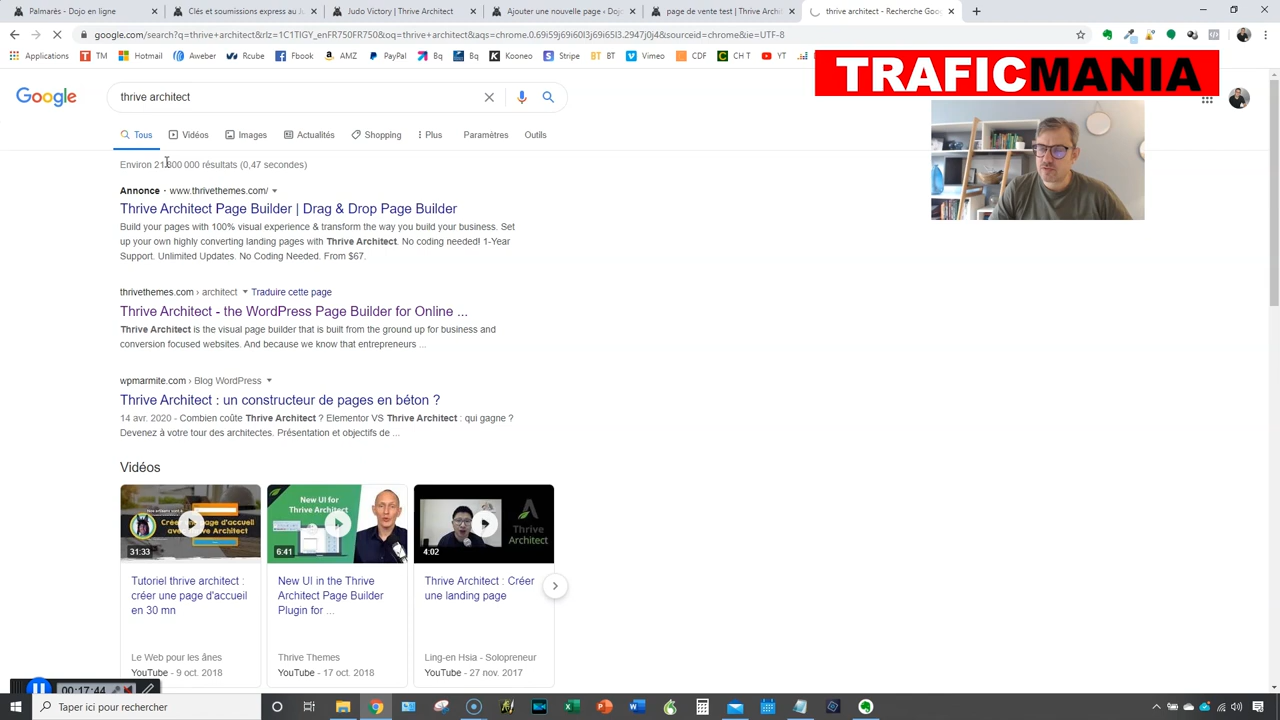 Palmarès | Test Dojo
Clés et soumissions express au
Judo Victory | Thrive Architect
Ajouter une nouvelle page - Dojo
page de vente test | Architect
thrive architect - Recherche Goo
google.com/search?q=thrive+architect&rlz=1C1TIGY_enFR750FR750&oq=thrive+architect&aqs=chrome.0.69i59j69i60l3j69i65l3.2947j0j4&sourceid=chrome&ie=UTF-8
Applications TM Hotmail Aweber Rcube Fbook AZ PayPal Bq Kooneo Stripe BT Bq Quantum CDF CH T YT
TRAFICMANIA
Google
thrive architect
Tous Vidéos Images Actualités Shopping Plus Paramètres Outils
résultats (0,47 secondes)
Annonce · www.thrivethemes.com/
Thrive Architect Page Builder | Drag & Drop Page Builder
Build your pages with 100% visual experience & transform the way you build your business. Set
up your own highly converting landing pages with Thrive Architect. No coding needed! 1-Year
Support. Unlimited Updates. No Coding Needed. From $67.
thrivethemes.com › architect Traduire cette page
Thrive Architect - the WordPress Page Builder for Online ...
Thrive Architect is the visual page builder that is built from the ground up for business and
conversion focused websites. And because we know that entrepreneurs ...
wpmarmite.com › Blog WordPress
Thrive Architect : un constructeur de pages en béton ?
14 avr. 2020 - Combien coûte Thrive Architect ? Elementor VS Thrive Architect : qui gagne ?
Devenez à votre tour des architectes. Présentation et objectifs de ...
Vidéos
31:33
New UI for
Thrive Architect
6:41
Thrive
Architect
4:02
Tutoriel thrive architect :
créer une page d'accueil
en 30 mn
New UI in the Thrive
Architect Page Builder
Plugin for ...
Thrive Architect : Créer
une landing page
Le Web pour les ânes
YouTube - 9 oct. 2018
Thrive Themes
YouTube - 17 oct. 2018
Ling-en Hsia - Solopreneur
YouTube - 27 nov. 2017
00:17:44
Taper ici pour rechercher